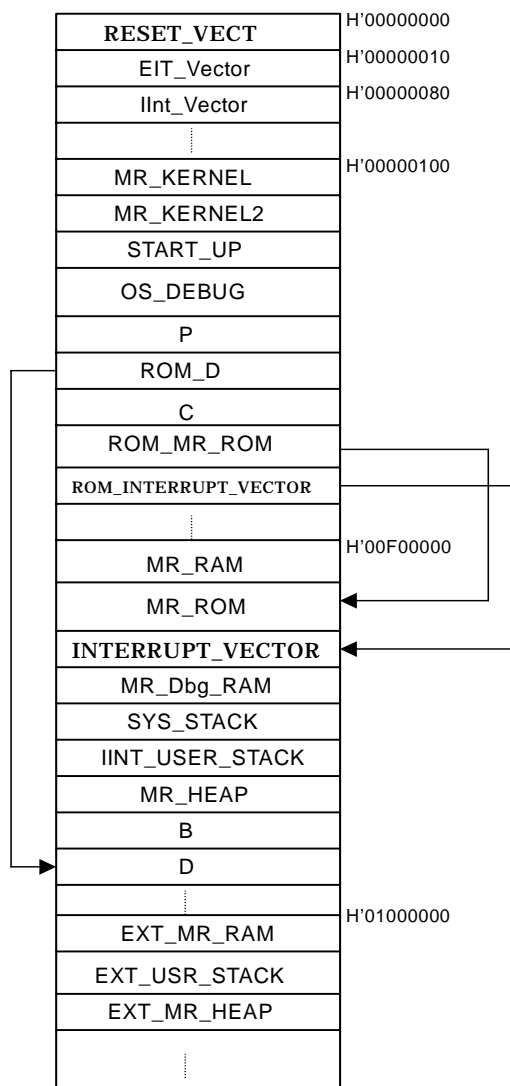 RESET_VECT
H'00000000
EIT_Vector
H'00000010
IInt_Vector
H'00000080
MR_KERNEL
H'00000100
MR_KERNEL2
START_UP
OS_DEBUG
P
ROM_D
C
ROM_MR_ROM
ROM_INTERRUPT_VECTOR
MR_RAM
H'00F00000
MR_ROM
INTERRUPT_VECTOR
MR_Dbg_RAM
SYS_STACK
IINT_USER_STACK
MR_HEAP
B
D
EXT_MR_RAM
H'01000000
EXT_USR_STACK
EXT_MR_HEAP